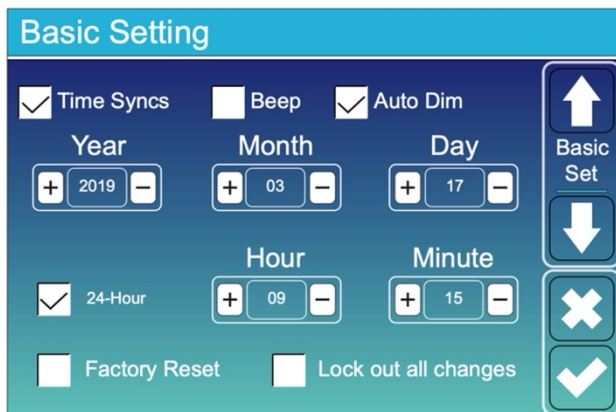 Basic Setting
Time Syncs Beep Auto Dim
Year Month Day
+ 2019 − + 03 − + 17 −
Basic
Set
Hour Minute
24-Hour + 09 − + 15 −
Factory Reset Lock out all changes